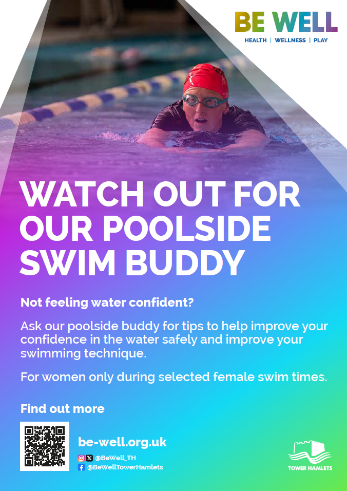 BE WELL
HEALTH | WELLNESS | PLAY
WATCH OUT FOR
OUR POOLSIDE
SWIM BUDDY
Not feeling water confident?
Ask our poolside buddy for tips to help improve your
confidence in the water safely and improve your
swimming technique.
For women only during selected female swim times.
Find out more
be-well.org.uk
@BeWell_TH
@BeWellTowerHamlets
TOWER HAMLETS